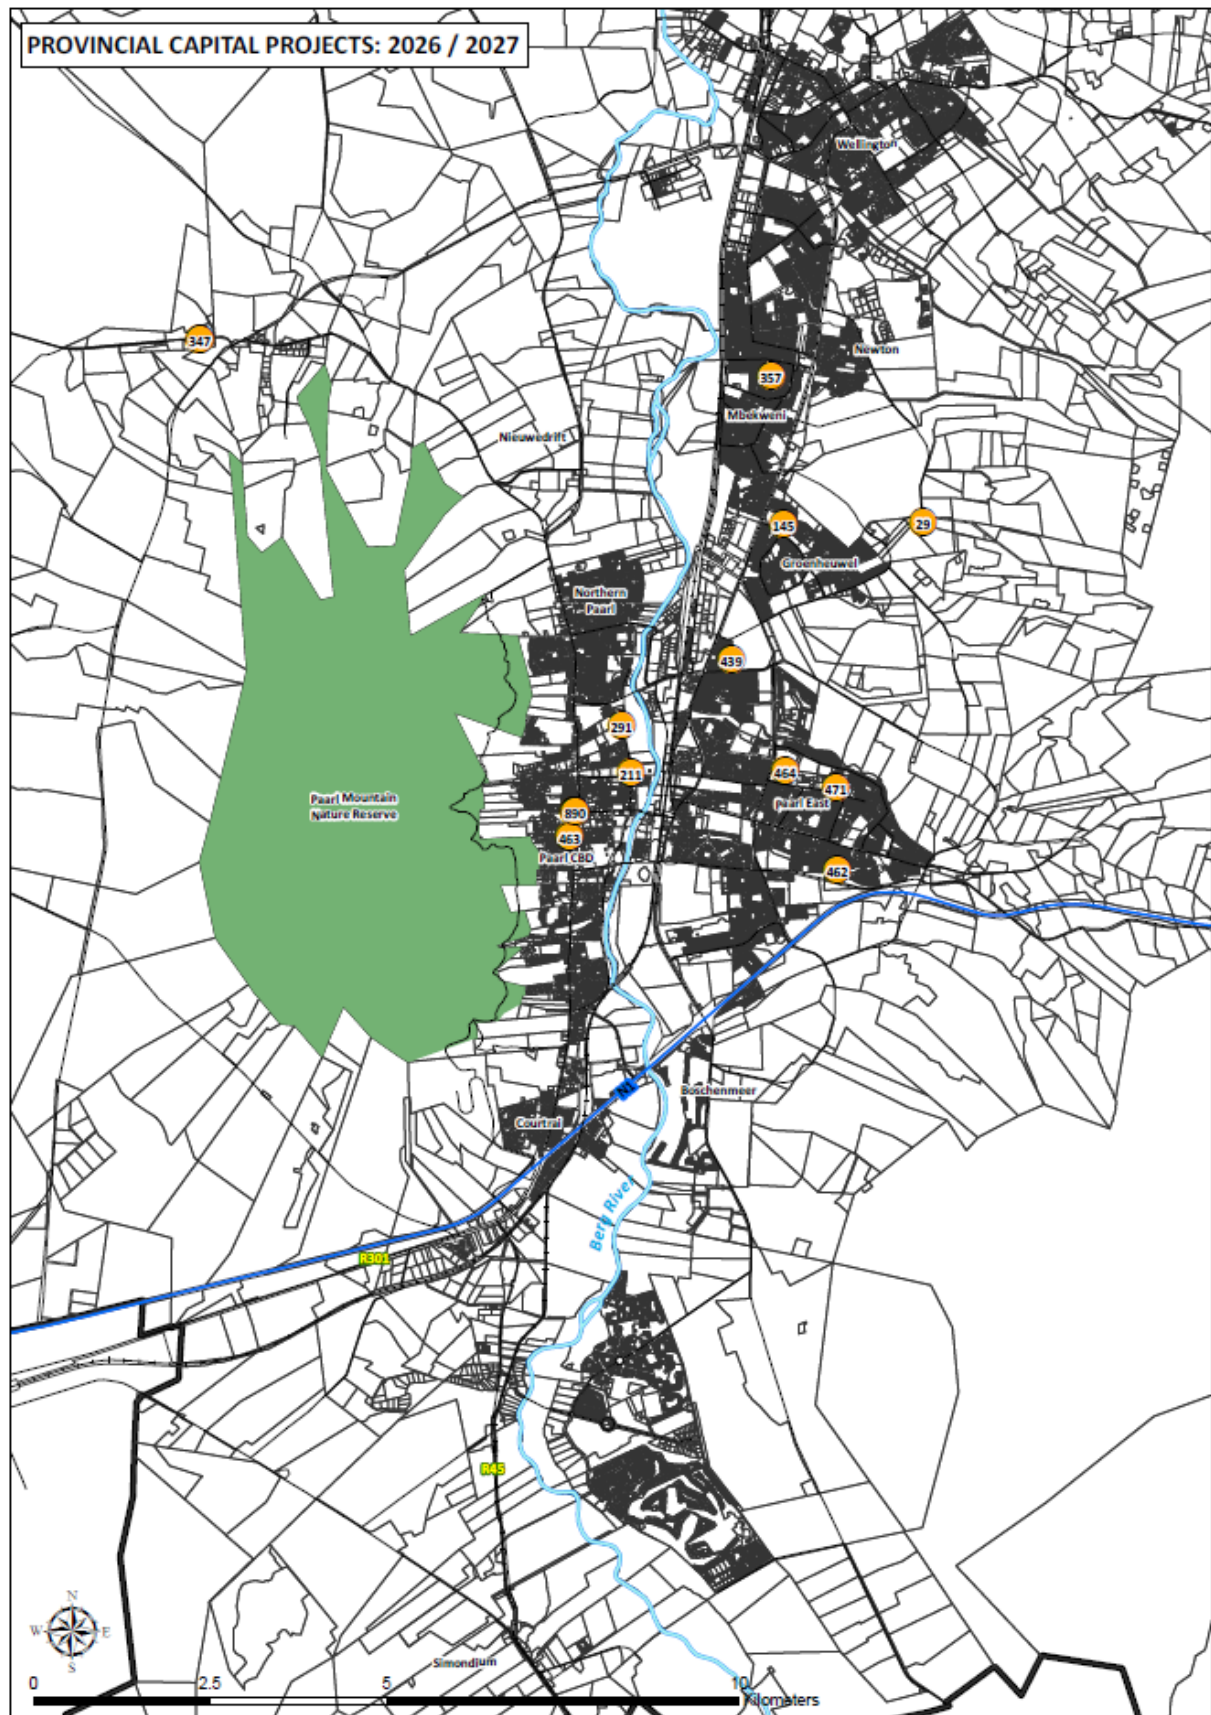 PROVINCIAL CAPITAL PROJECTS: 2026 / 2027
Wellington
347
Newton
357
Mbekweni
Nieuwedrift
145
29
Groenheuwel
Northern
Paarl
439
291
211
464
471
Paarl East
Paarl Mountain
Nature Reserve
890
463
Paarl CBD
462
N1
Boschenmeer
Courtrai
Berg River
R301
R45
N
W
E
S
Simondium
0
2.5
5
10
Kilometers